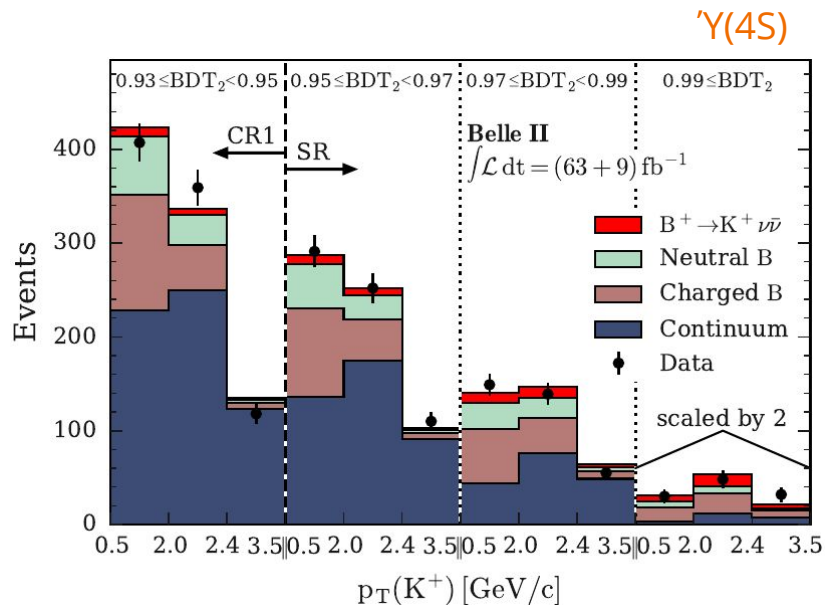 'Υ(4S)
0.93≤BDT₂<0.95 0.95≤BDT₂<0.97 0.97≤BDT₂<0.99 0.99≤BDT₂
CR1
SR
Belle II
∫ℒ dt = (63 + 9) fb⁻¹
B⁺→K⁺νν̄
Neutral B
Charged B
Continuum
Data
scaled by 2
Events
400
300
200
100
0
0.5 2.0 2.4 3.5 0.5 2.0 2.4 3.5 0.5 2.0 2.4 3.5 0.5 2.0 2.4 3.5
p_T(K⁺) [GeV/c]